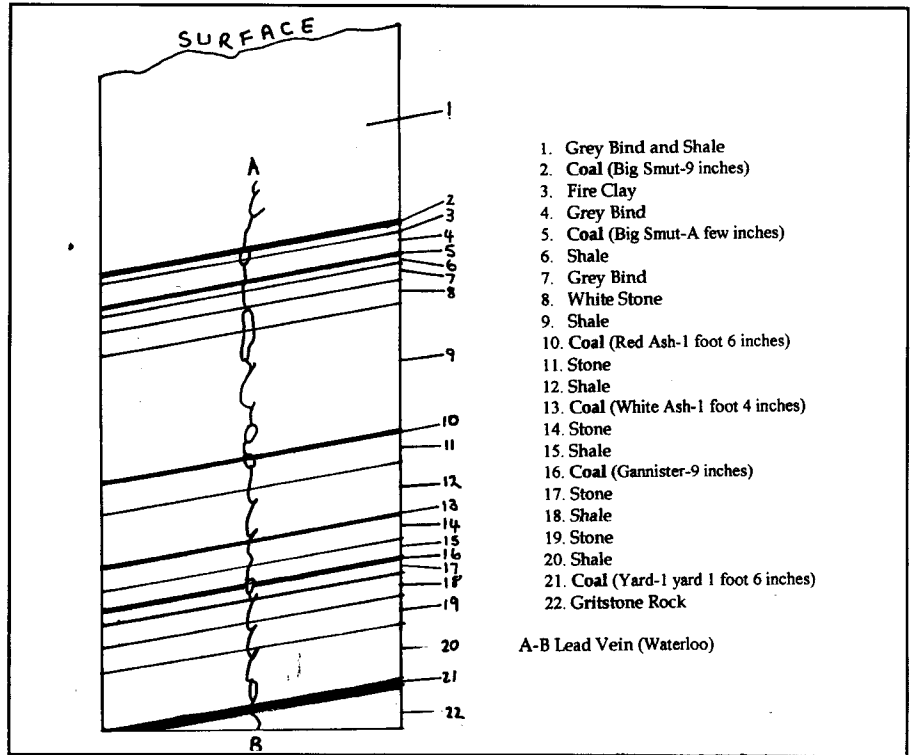 SURFACE
1
A
2
3
4
5
6
7
8
9
10
11
12
13
14
15
16
17
18
19
20
21
22
B
1. Grey Bind and Shale
2. Coal (Big Smut-9 inches)
3. Fire Clay
4. Grey Bind
5. Coal (Big Smut-A few inches)
6. Shale
7. Grey Bind
8. White Stone
9. Shale
10. Coal (Red Ash-1 foot 6 inches)
11. Stone
12. Shale
13. Coal (White Ash-1 foot 4 inches)
14. Stone
15. Shale
16. Coal (Gannister-9 inches)
17. Stone
18. Shale
19. Stone
20. Shale
21. Coal (Yard-1 yard 1 foot 6 inches)
22. Gritstone Rock
A-B Lead Vein (Waterloo)